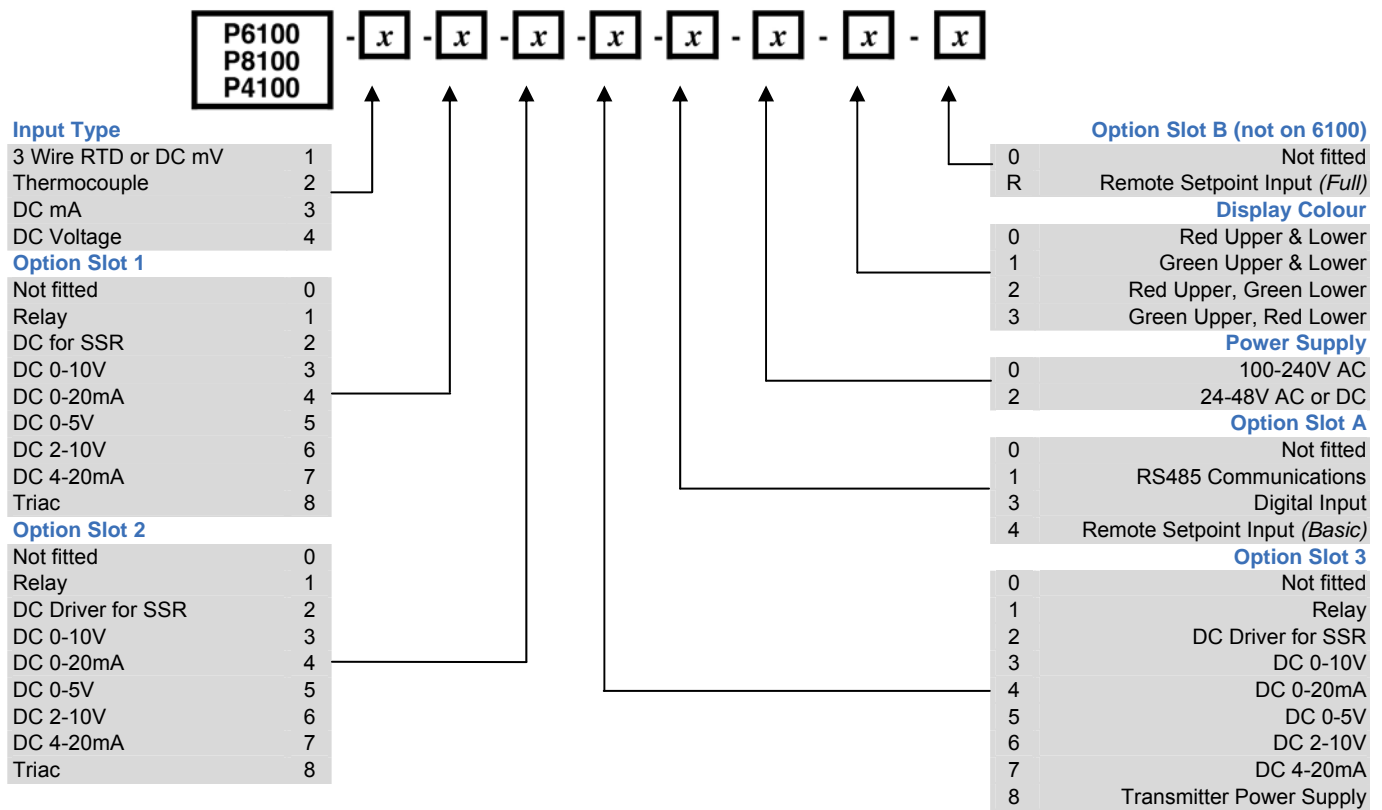 P6100
P8100
P4100
- x - x - x - x - x - x - x - x
Input Type
3 Wire RTD or DC mV 1
Thermocouple 2
DC mA 3
DC Voltage 4
Option Slot 1
Not fitted 0
Relay 1
DC for SSR 2
DC 0-10V 3
DC 0-20mA 4
DC 0-5V 5
DC 2-10V 6
DC 4-20mA 7
Triac 8
Option Slot 2
Not fitted 0
Relay 1
DC Driver for SSR 2
DC 0-10V 3
DC 0-20mA 4
DC 0-5V 5
DC 2-10V 6
DC 4-20mA 7
Triac 8
Option Slot B (not on 6100)
0 Not fitted
R Remote Setpoint Input (Full)
Display Colour
0 Red Upper & Lower
1 Green Upper & Lower
2 Red Upper, Green Lower
3 Green Upper, Red Lower
Power Supply
0 100-240V AC
2 24-48V AC or DC
Option Slot A
0 Not fitted
1 RS485 Communications
3 Digital Input
4 Remote Setpoint Input (Basic)
Option Slot 3
0 Not fitted
1 Relay
2 DC Driver for SSR
3 DC 0-10V
4 DC 0-20mA
5 DC 0-5V
6 DC 2-10V
7 DC 4-20mA
8 Transmitter Power Supply